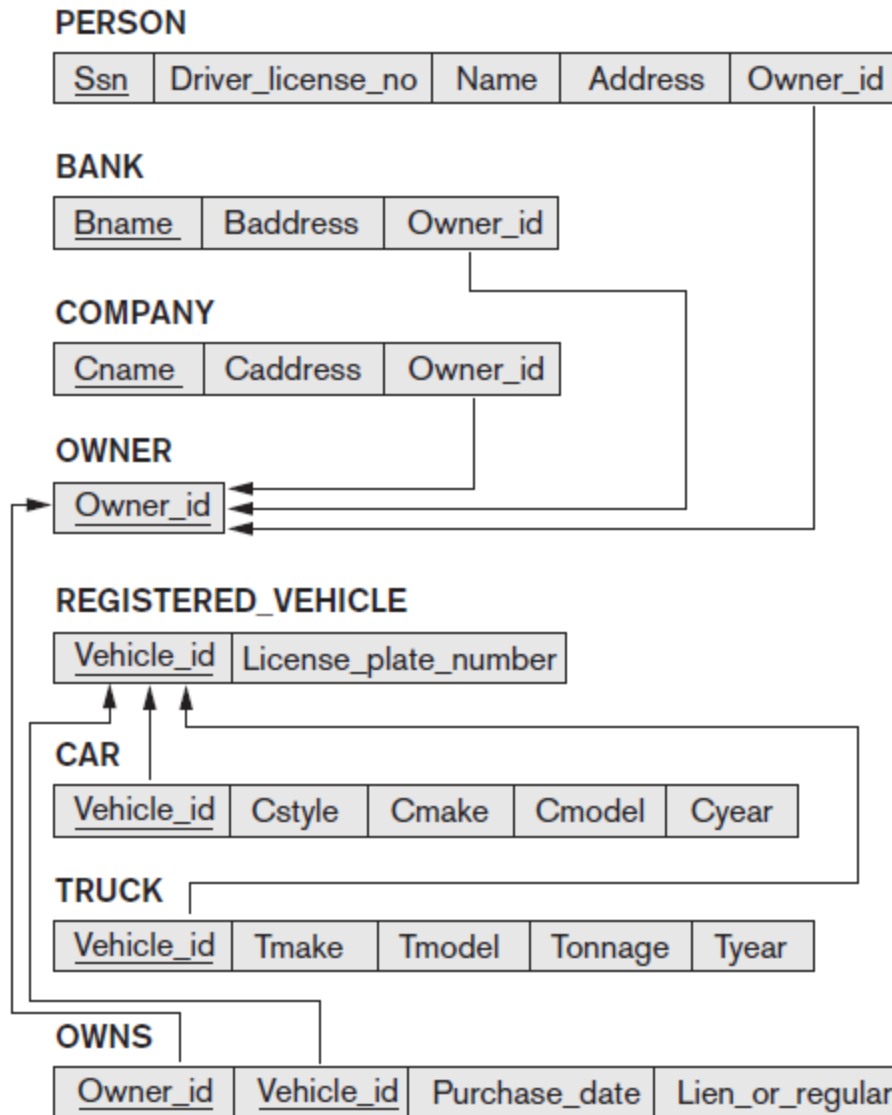 PERSON
Ssn Driver_license_no Name Address Owner_id
BANK
Bname Baddress Owner_id
COMPANY
Cname Caddress Owner_id
OWNER
Owner_id
REGISTERED_VEHICLE
Vehicle_id License_plate_number
CAR
Vehicle_id Cstyle Cmake Cmodel Cyear
TRUCK
Vehicle_id Tmake Tmodel Tonnage Tyear
OWNS
Owner_id Vehicle_id Purchase_date Lien_or_regular